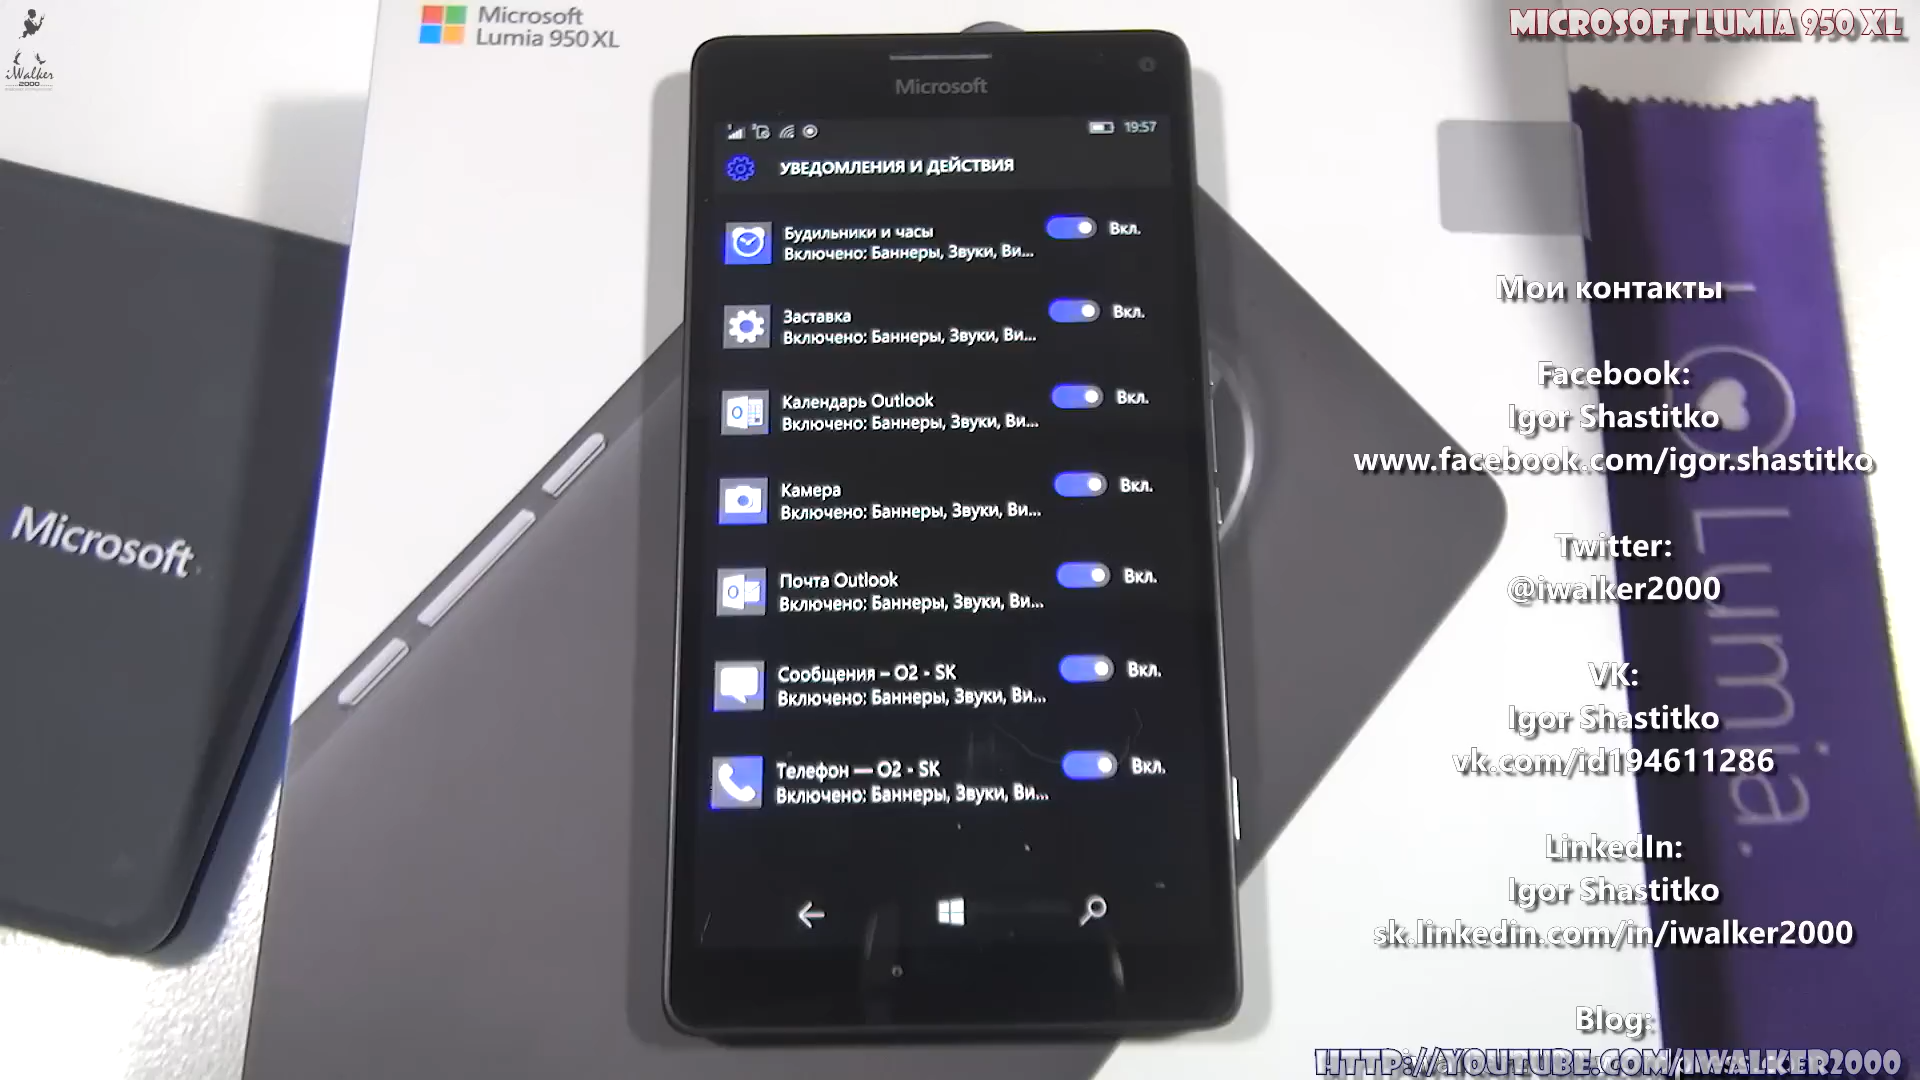 iWalker
2000
Microsoft
Lumia 950 XL
MICROSOFT LUMIA 950 XL
Microsoft
19:57
УВЕДОМЛЕНИЯ И ДЕЙСТВИЯ
Будильники и часы
Вкл.
Включено: Баннеры, Звуки, Ви...
Заставка
Вкл.
Включено: Баннеры, Звуки, Ви...
Календарь Outlook
Вкл.
Включено: Баннеры, Звуки, Ви...
Камера
Вкл.
Включено: Баннеры, Звуки, Ви...
Почта Outlook
Вкл.
Включено: Баннеры, Звуки, Ви...
Сообщения – O2 - SK
Вкл.
Включено: Баннеры, Звуки, Ви...
Телефон — O2 - SK
Вкл.
Включено: Баннеры, Звуки, Ви...
Microsoft
Мои контакты
Facebook:
Igor Shastitko
www.facebook.com/igor.shastitko
Twitter:
@iwalker2000
VK:
Igor Shastitko
vk.com/id194611286
LinkedIn:
Igor Shastitko
sk.linkedin.com/in/iwalker2000
Blog:
HTTP://YOUTUBE.COM/IWALKER2000
I
Lumia.